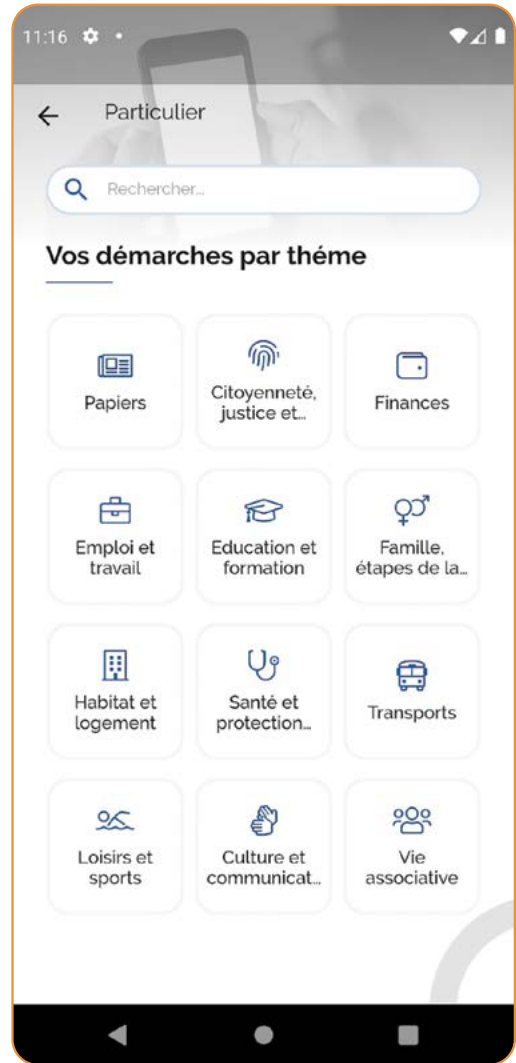 11:16
Particulier
Rechercher...
Vos démarches par théme
Papiers
Citoyenneté,
justice et...
Finances
Emploi et
travail
Education et
formation
Famille,
étapes de la...
Habitat et
logement
Santé et
protection...
Transports
Loisirs et
sports
Culture et
communicat...
Vie
associative